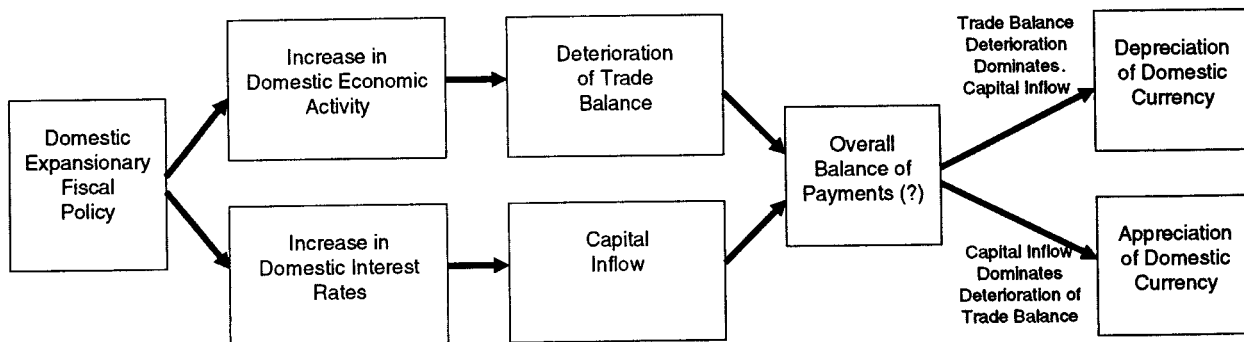 Domestic
Expansionary
Fiscal
Policy
Increase in
Domestic Economic
Activity
Deterioration
of Trade
Balance
Increase in
Domestic Interest
Rates
Capital
Inflow
Overall
Balance of
Payments (?)
Trade Balance
Deterioration
Dominates.
Capital Inflow
Depreciation
of Domestic
Currency
Capital Inflow
Dominates
Deterioration of
Trade Balance
Appreciation
of Domestic
Currency